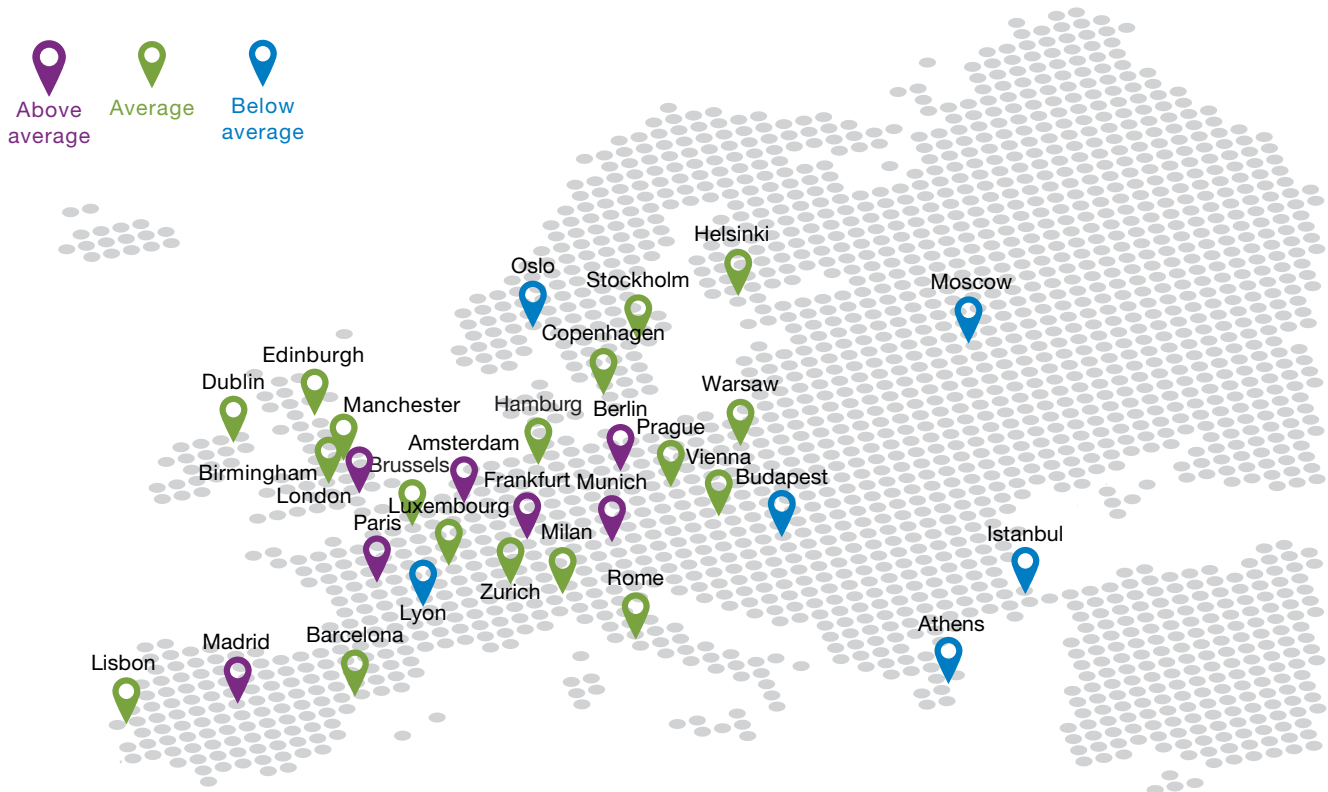 Above
average
Average
Below
average
Helsinki
Oslo
Stockholm
Moscow
Copenhagen
Edinburgh
Dublin
Warsaw
Manchester
Hamburg
Berlin
Prague
Amsterdam
Vienna
Brussels
Birmingham
Budapest
Frankfurt
Munich
London
Luxembourg
Paris
Milan
Istanbul
Rome
Zurich
Lyon
Athens
Barcelona
Madrid
Lisbon